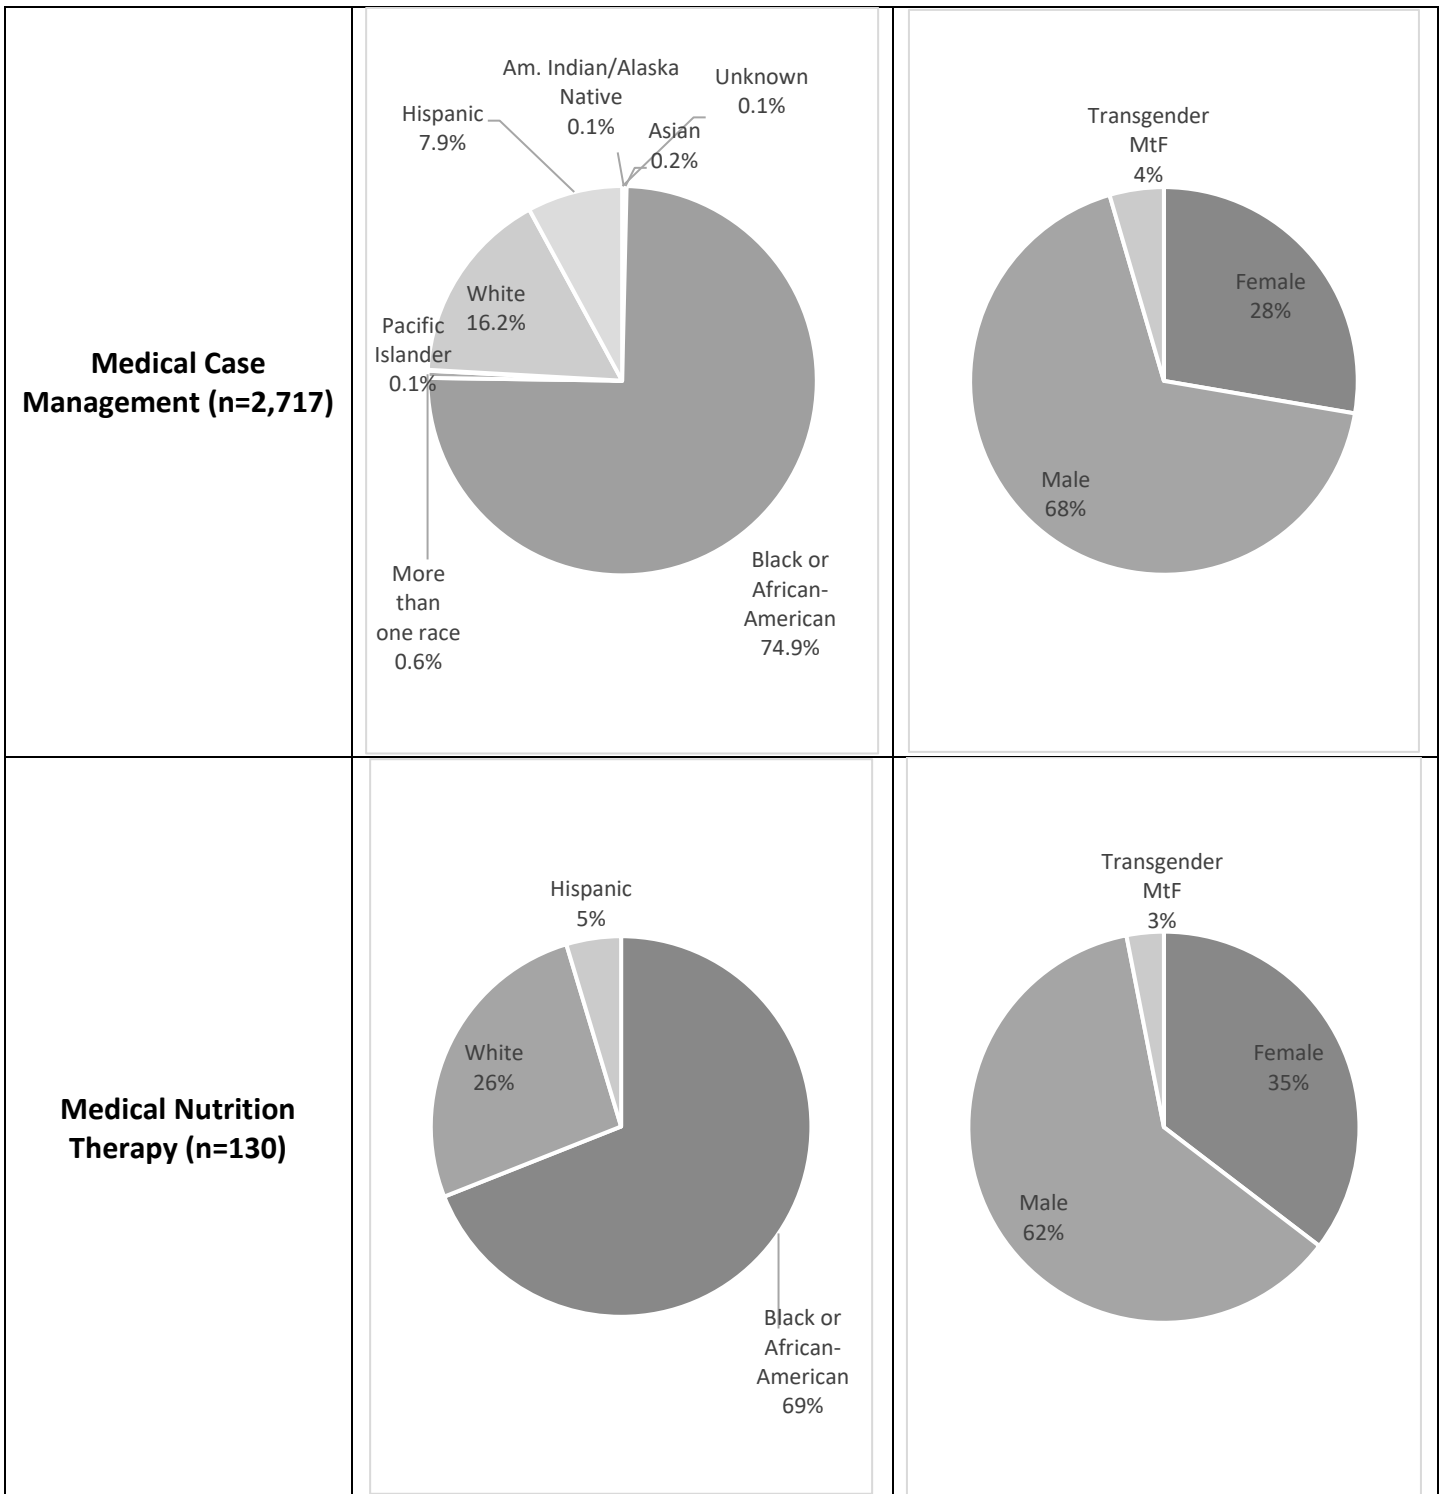 Medical Case
Management (n=2,717)
Am. Indian/Alaska
Native
0.1%
Unknown
0.1%
Hispanic
7.9%
Asian
0.2%
White
16.2%
Pacific
Islander
0.1%
More
than
one race
0.6%
Black or
African-
American
74.9%
Transgender
MtF
4%
Female
28%
Male
68%
Medical Nutrition
Therapy (n=130)
Hispanic
5%
White
26%
Black or
African-
American
69%
Transgender
MtF
3%
Female
35%
Male
62%